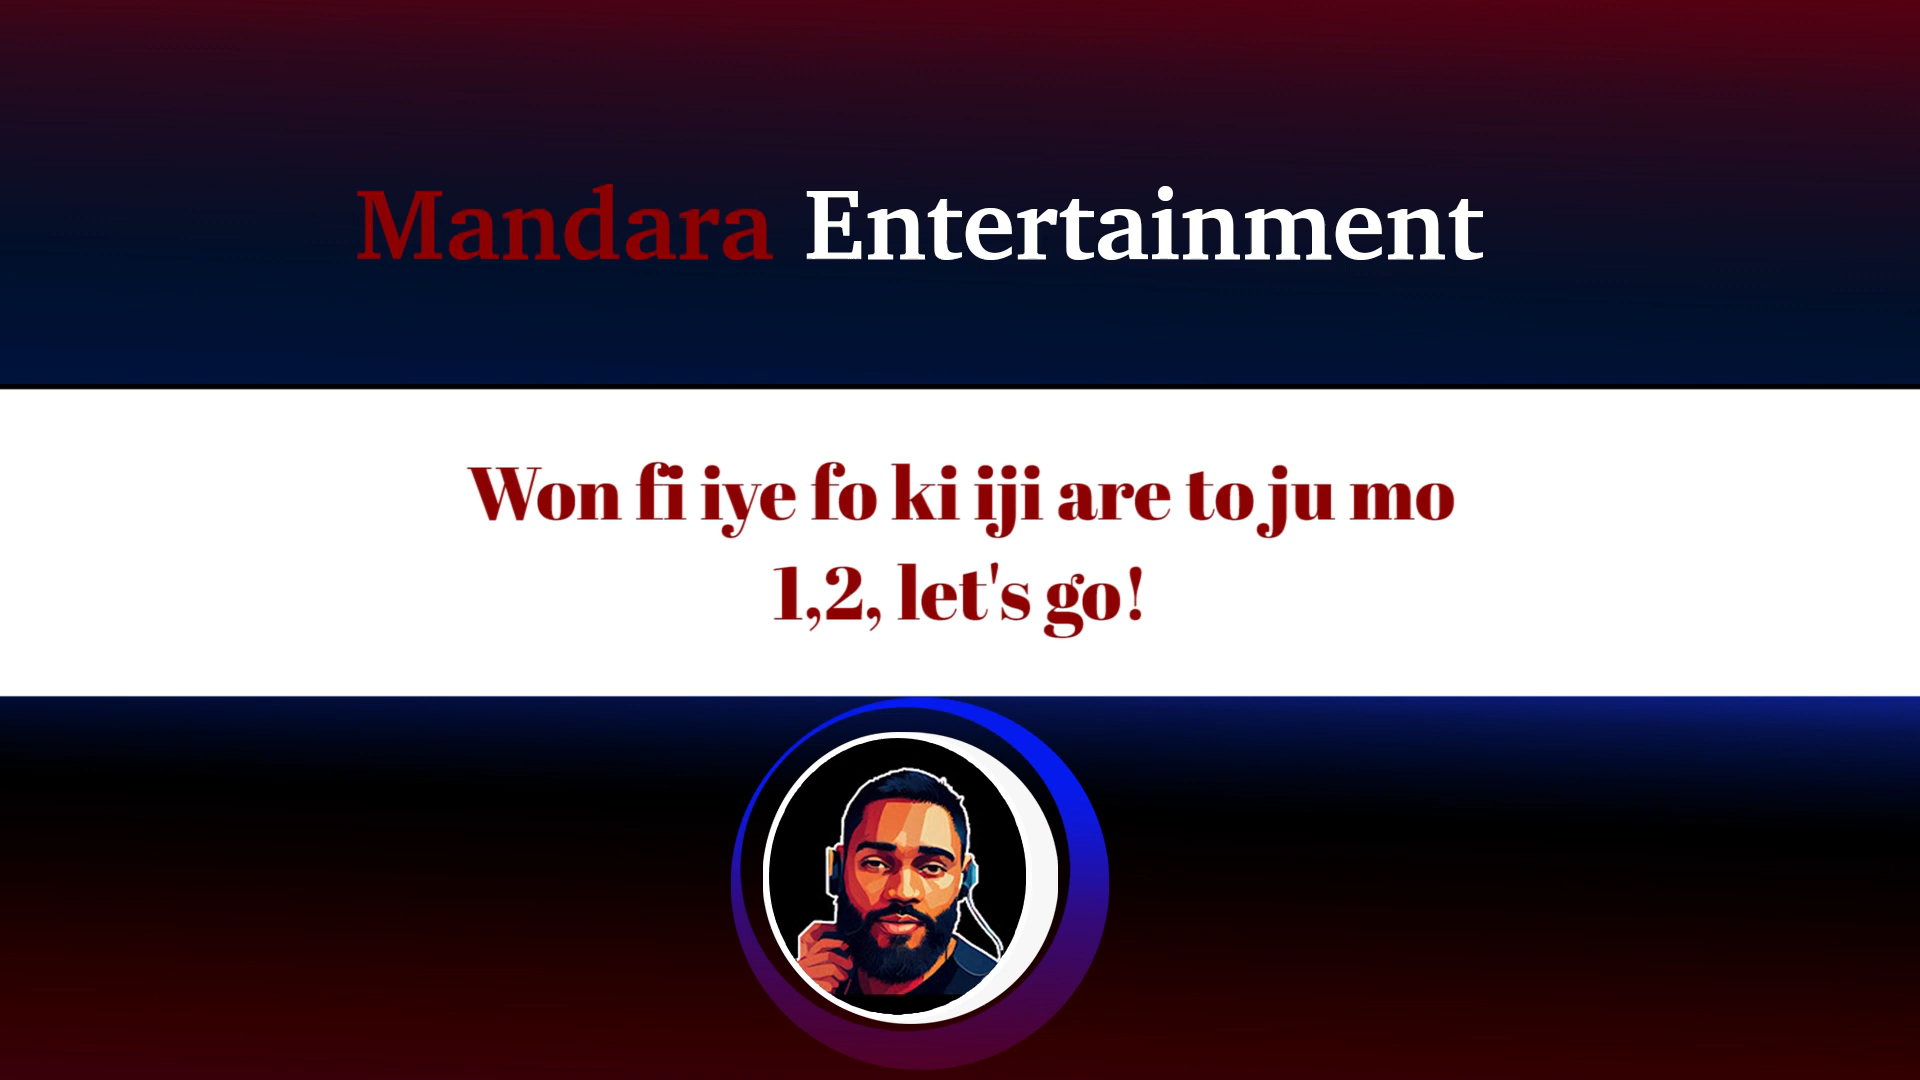 Mandara Entertainment
Won fi iye fo ki iji are to ju mo
1,2, let's go!